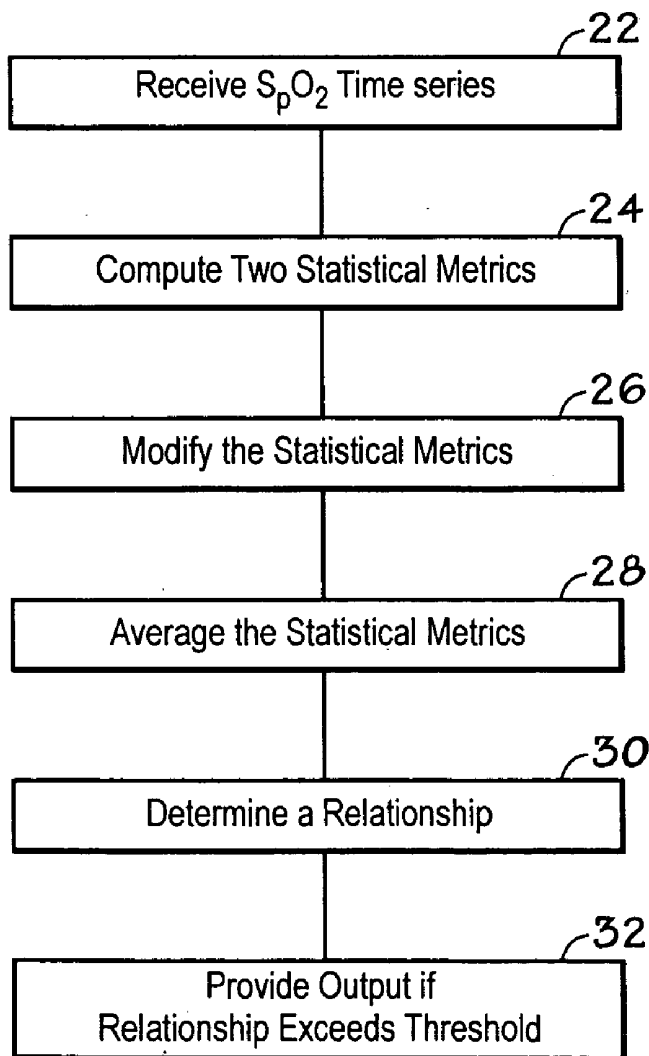 22
Receive SpO2 Time series
24
Compute Two Statistical Metrics
26
Modify the Statistical Metrics
28
Average the Statistical Metrics
30
Determine a Relationship
32
Provide Output if
Relationship Exceeds Threshold